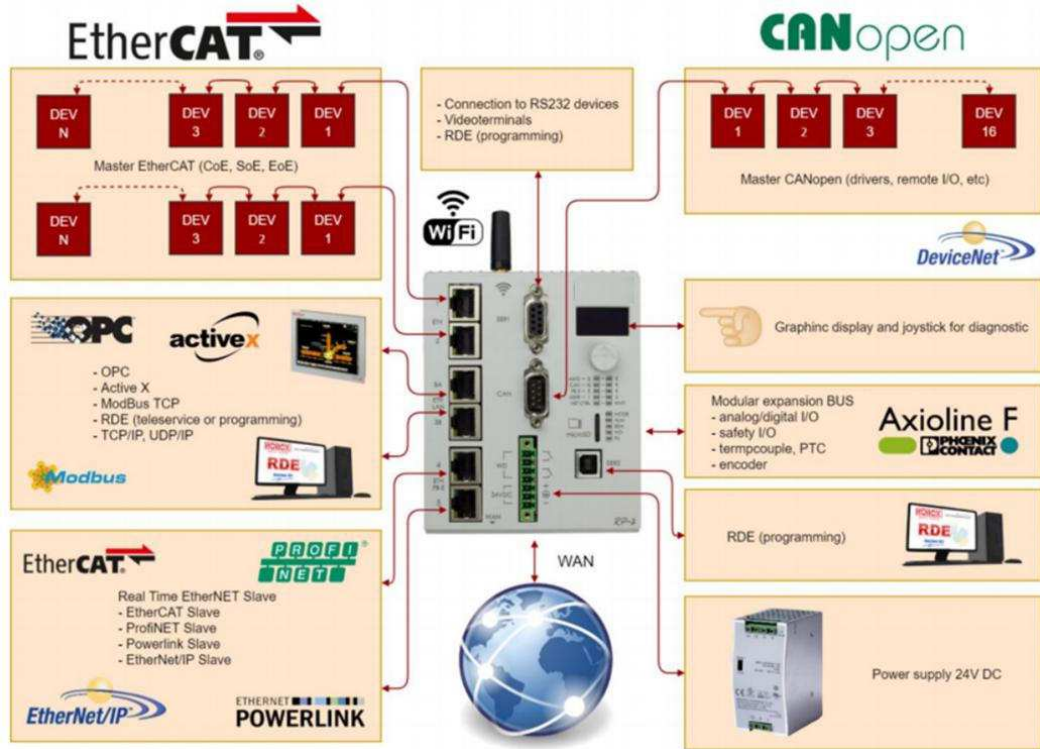 EtherCAT®
CANopen
DEV N
DEV 3
DEV 2
DEV 1
Master EtherCAT (CoE, SoE, EoE)
DEV N
DEV 3
DEV 2
DEV 1
- Connection to RS232 devices
- Videoterminals
- RDE (programming)
DEV 1
DEV 2
DEV 3
DEV 16
Master CANopen (drivers, remote I/O, etc)
DeviceNet
WiFi
OPC
activex
- OPC
- Active X
- ModBus TCP
- RDE (teleservice or programming)
- TCP/IP, UDP/IP
Modbus
RDE
CAN
Graphinc display and joystick for diagnostic
Modular expansion BUS
- analog/digital I/O
- safety I/O
- termpcouple, PTC
- encoder
Axioline F
PHŒNIX
CONTACT
RDE (programming)
RDE
WAN
EtherCAT
PROFI
NET
Real Time EtherNET Slave
- EtherCAT Slave
- ProfiNET Slave
- Powerlink Slave
- EtherNet/IP Slave
EtherNet/IP
ETHERNET
POWERLINK
Power supply 24V DC